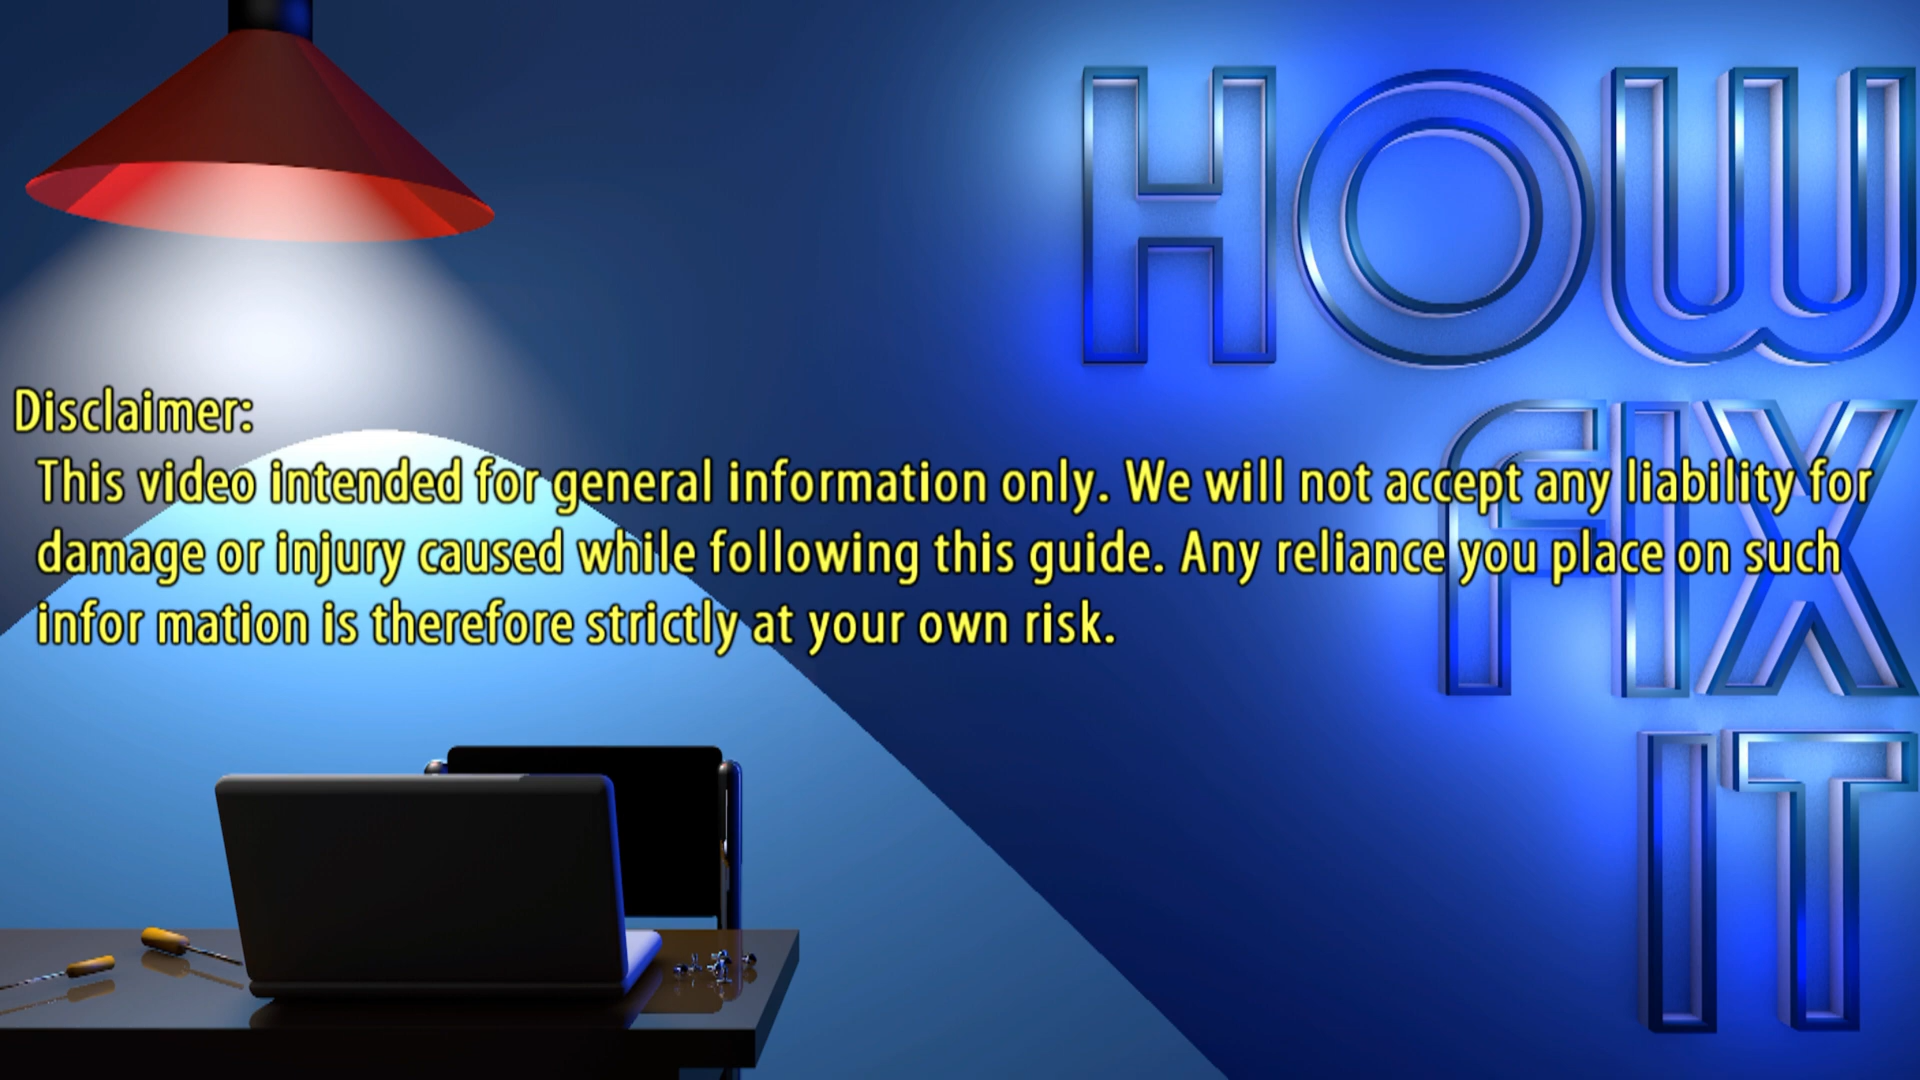 HOW
FIX
IT
Disclaimer:
This video intended for general information only. We will not accept any liability for
damage or injury caused while following this guide. Any reliance you place on such
infor mation is therefore strictly at your own risk.